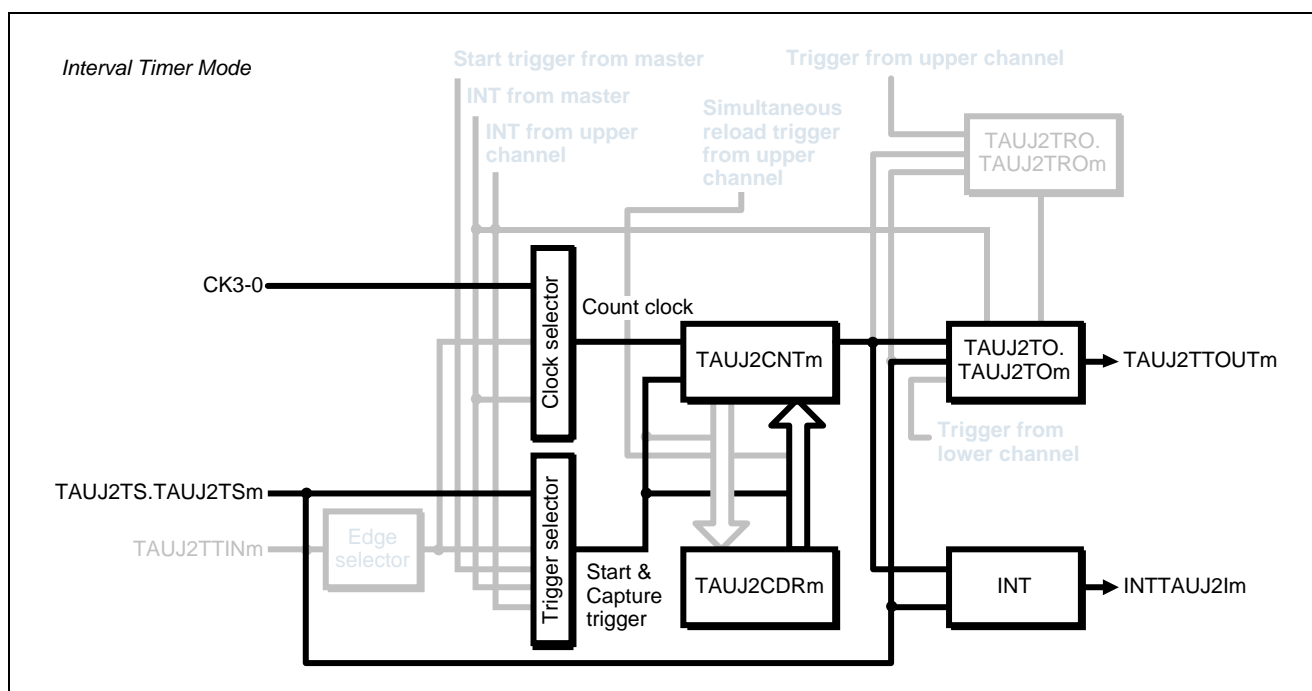 Interval Timer Mode
Start trigger from master
INT from master
INT from upper
channel
Simultaneous
reload trigger
from upper
channel
Trigger from upper channel
TAUJ2TRO.
TAUJ2TROm
CK3-0
Clock selector
Count clock
TAUJ2CNTm
TAUJ2TO.
TAUJ2TOm
TAUJ2TTOUTm
Trigger from
lower channel
TAUJ2TS.TAUJ2TSm
TAUJ2TTINm
Edge
selector
Trigger selector
Start &
Capture
trigger
TAUJ2CDRm
INT
INTTAUJ2Im